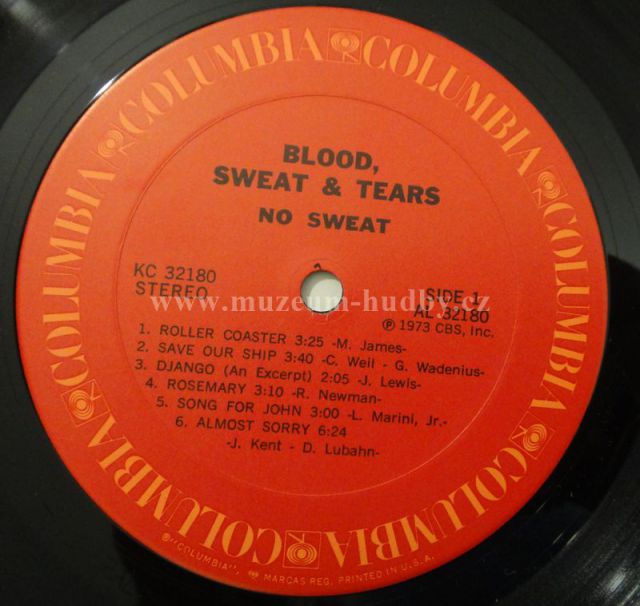 COLUMBIA COLUMBIA COLUMBIA COLUMBIA COLUMBIA COLUMBIA
BLOOD,
SWEAT & TEARS
NO SWEAT
KC 32180
STEREO
SIDE 1
AL 32180
℗ 1973 CBS, Inc.
www.muzeum-hudby.cz
1. ROLLER COASTER 3:25 -M. James-
2. SAVE OUR SHIP 3:40 -C. Weil - G. Wadenius-
3. DJANGO (An Excerpt) 2:05 -J. Lewis-
4. ROSEMARY 3:10 -R. Newman-
5. SONG FOR JOHN 3:00 -L. Marini, Jr.-
6. ALMOST SORRY 6:24
-J. Kent - D. Lubahn-
®"COLUMBIA", MARCAS REG. PRINTED IN U.S.A.